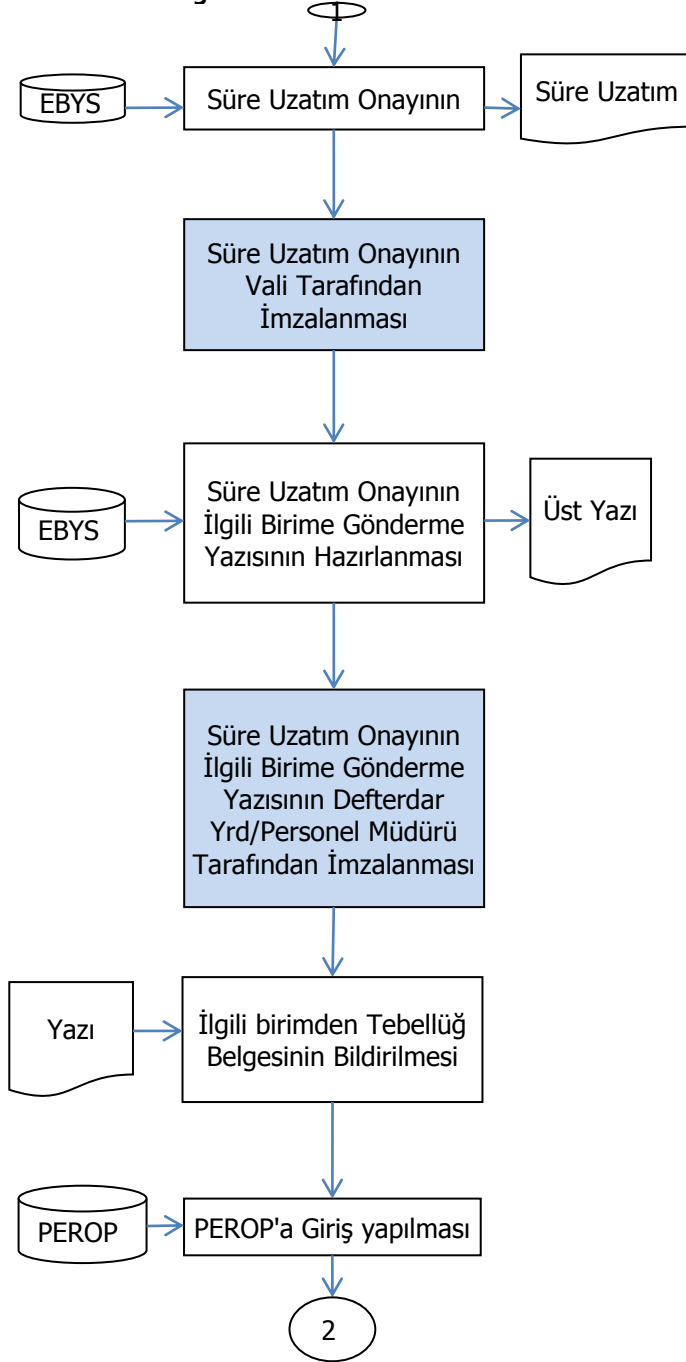 1
EBYS
Süre Uzatım Onayının
Süre Uzatım
Süre Uzatım Onayının
Vali Tarafından
İmzalanması
EBYS
Süre Uzatım Onayının
İlgili Birime Gönderme
Yazısının Hazırlanması
Üst Yazı
Süre Uzatım Onayının
İlgili Birime Gönderme
Yazısının Defterdar
Yrd/Personel Müdürü
Tarafından İmzalanması
Yazı
İlgili birimden Tebellüğ
Belgesinin Bildirilmesi
PEROP
PEROP'a Giriş yapılması
2